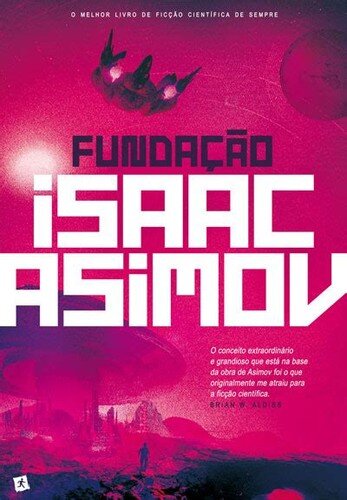 O MELHOR LIVRO DE FICÇÃO CIENTÍFICA DE SEMPRE
FUNDAÇÃO
ISAAC
ASIMOV
O conceito extraordinário
e grandioso que está na base
da obra de Asimov foi o que
originalmente me atraiu para
a ficção científica.
BRIAN W. ALDISS